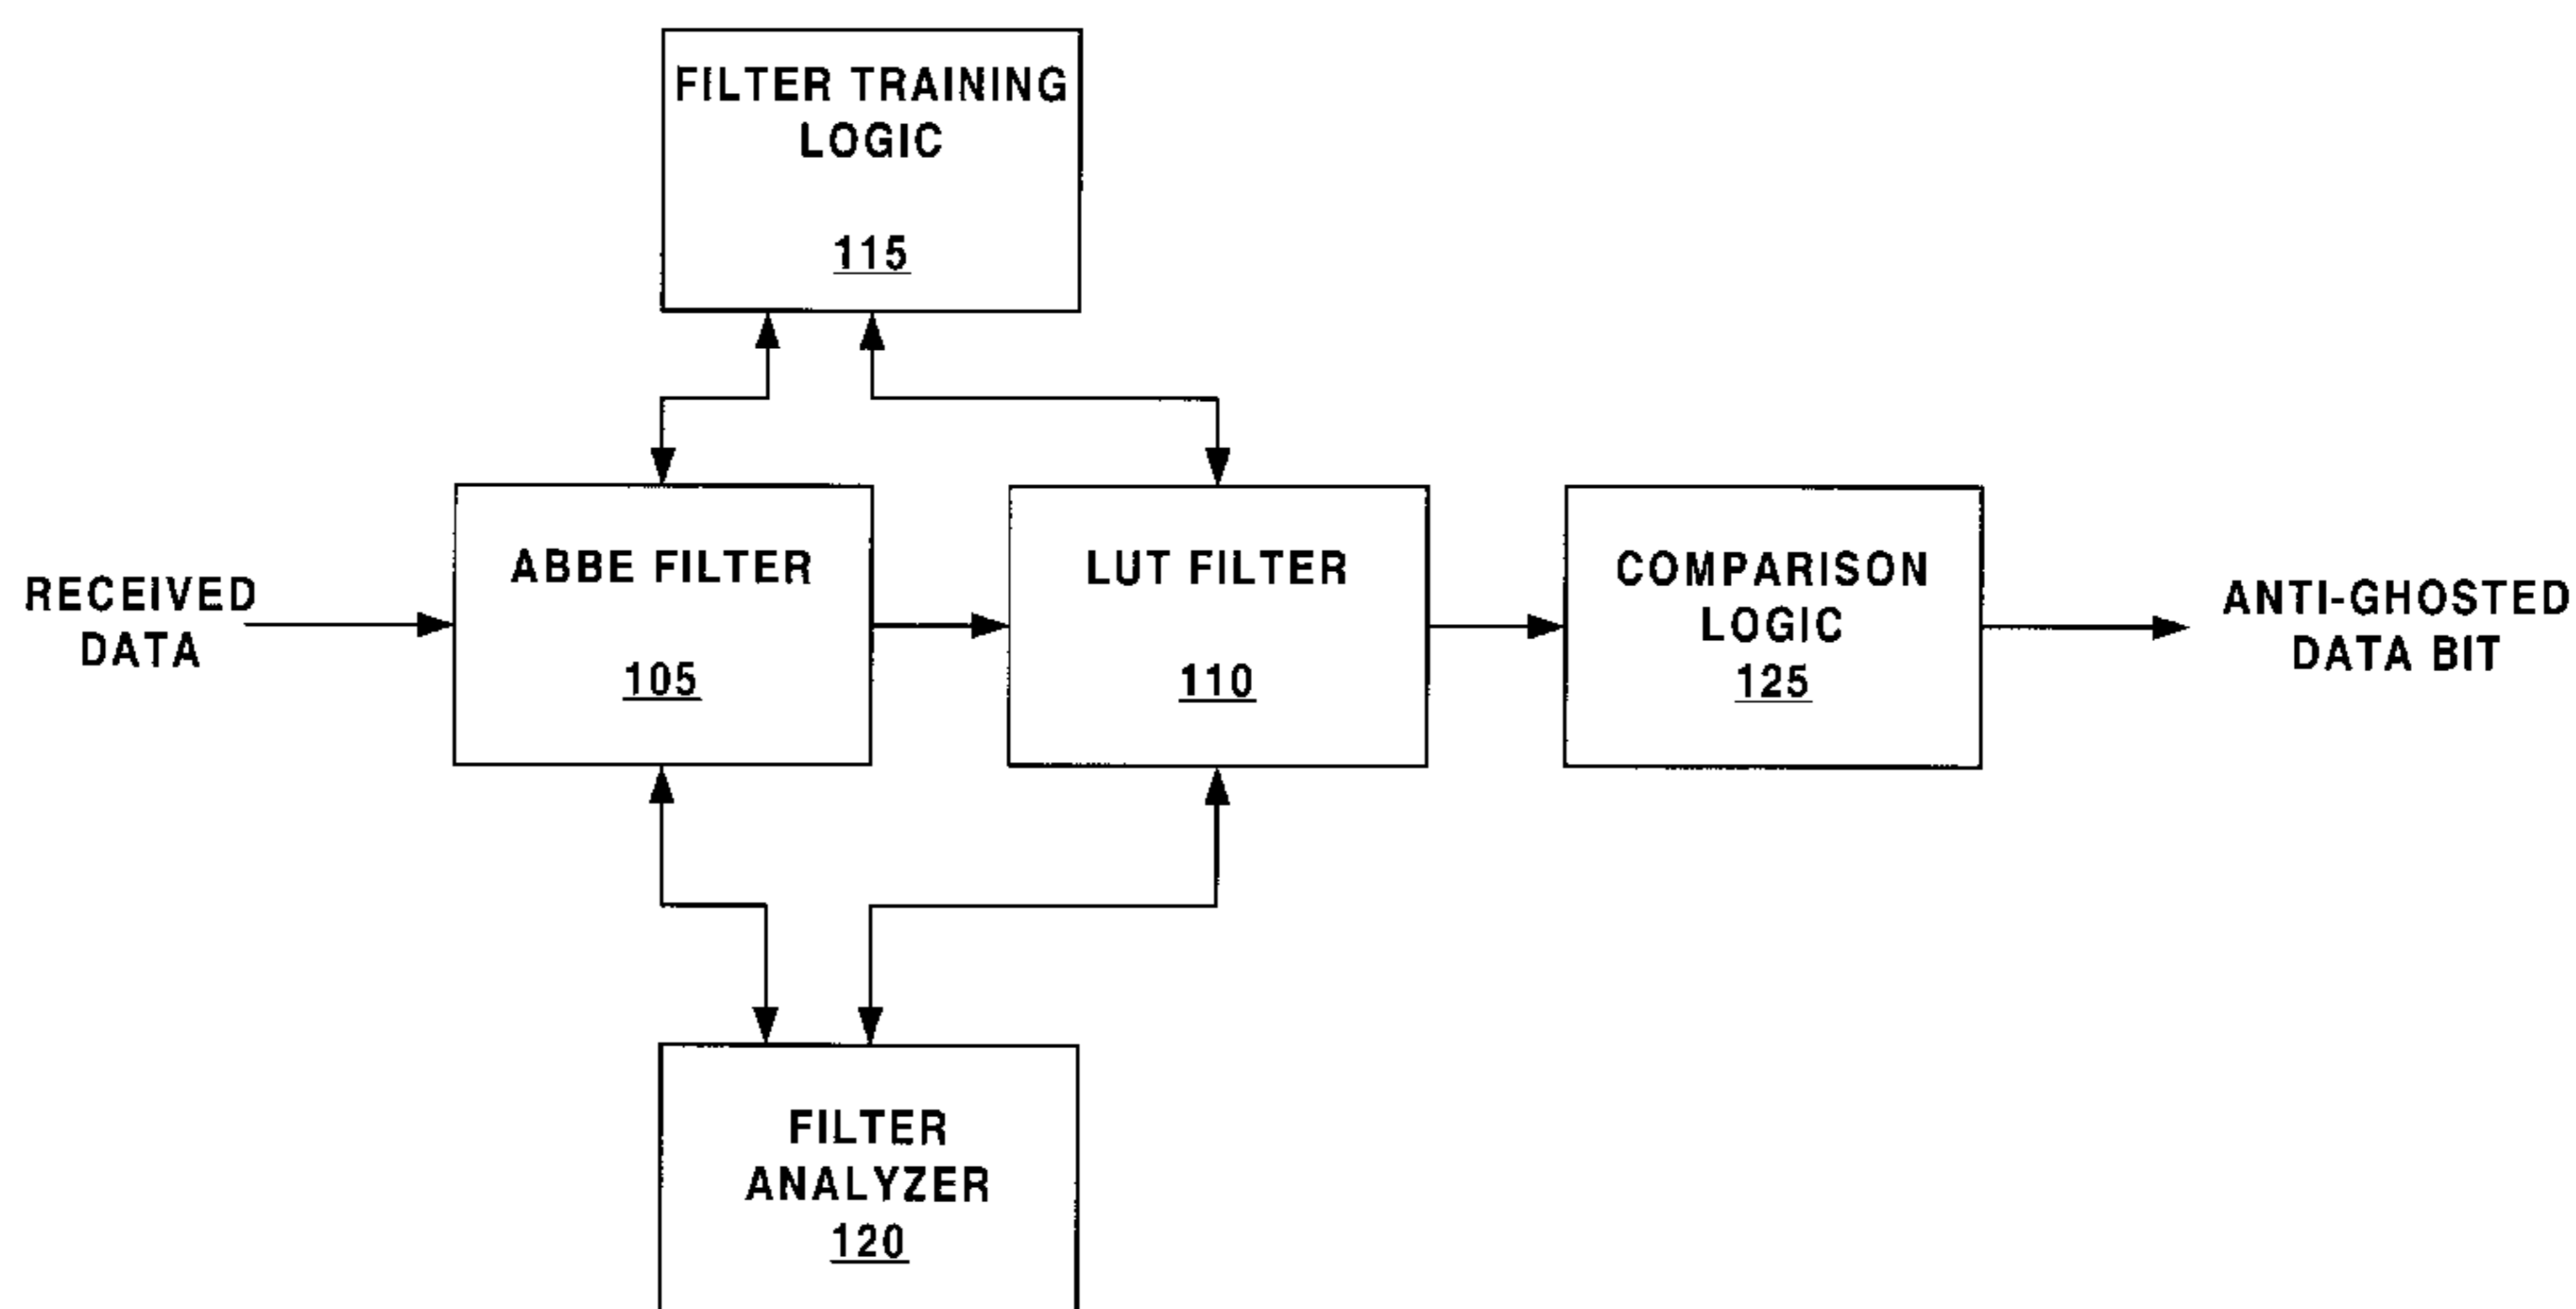 FILTER TRAINING
LOGIC
115
RECEIVED
DATA
ABBE FILTER
105
LUT FILTER
110
COMPARISON
LOGIC
125
ANTI-GHOSTED
DATA BIT
FILTER
ANALYZER
120